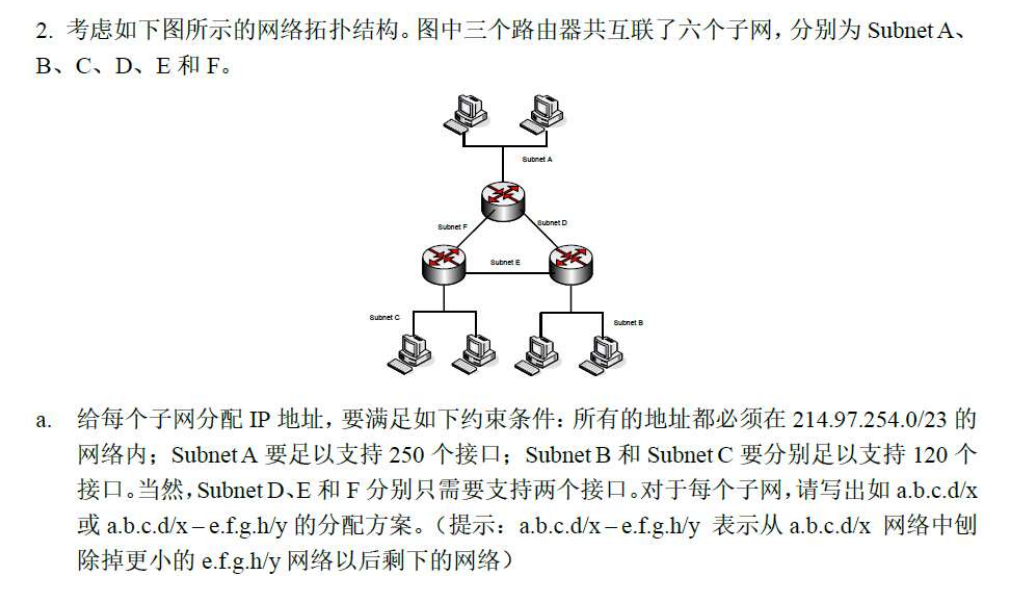 2. 考虑如下图所示的网络拓扑结构。图中三个路由器共互联了六个子网，分别为 Subnet A、
B、C、D、E 和 F。
Subnet A
Subnet F
Subnet D
Subnet E
Subnet C
Subnet B
a. 给每个子网分配 IP 地址，要满足如下约束条件：所有的地址都必须在 214.97.254.0/23 的
网络内；Subnet A 要足以支持 250 个接口；Subnet B 和 Subnet C 要分别足以支持 120 个
接口。当然，Subnet D、E 和 F 分别只需要支持两个接口。对于每个子网，请写出如 a.b.c.d/x
或 a.b.c.d/x – e.f.g.h/y 的分配方案。（提示：a.b.c.d/x – e.f.g.h/y 表示从 a.b.c.d/x 网络中刨
除掉更小的 e.f.g.h/y 网络以后剩下的网络）